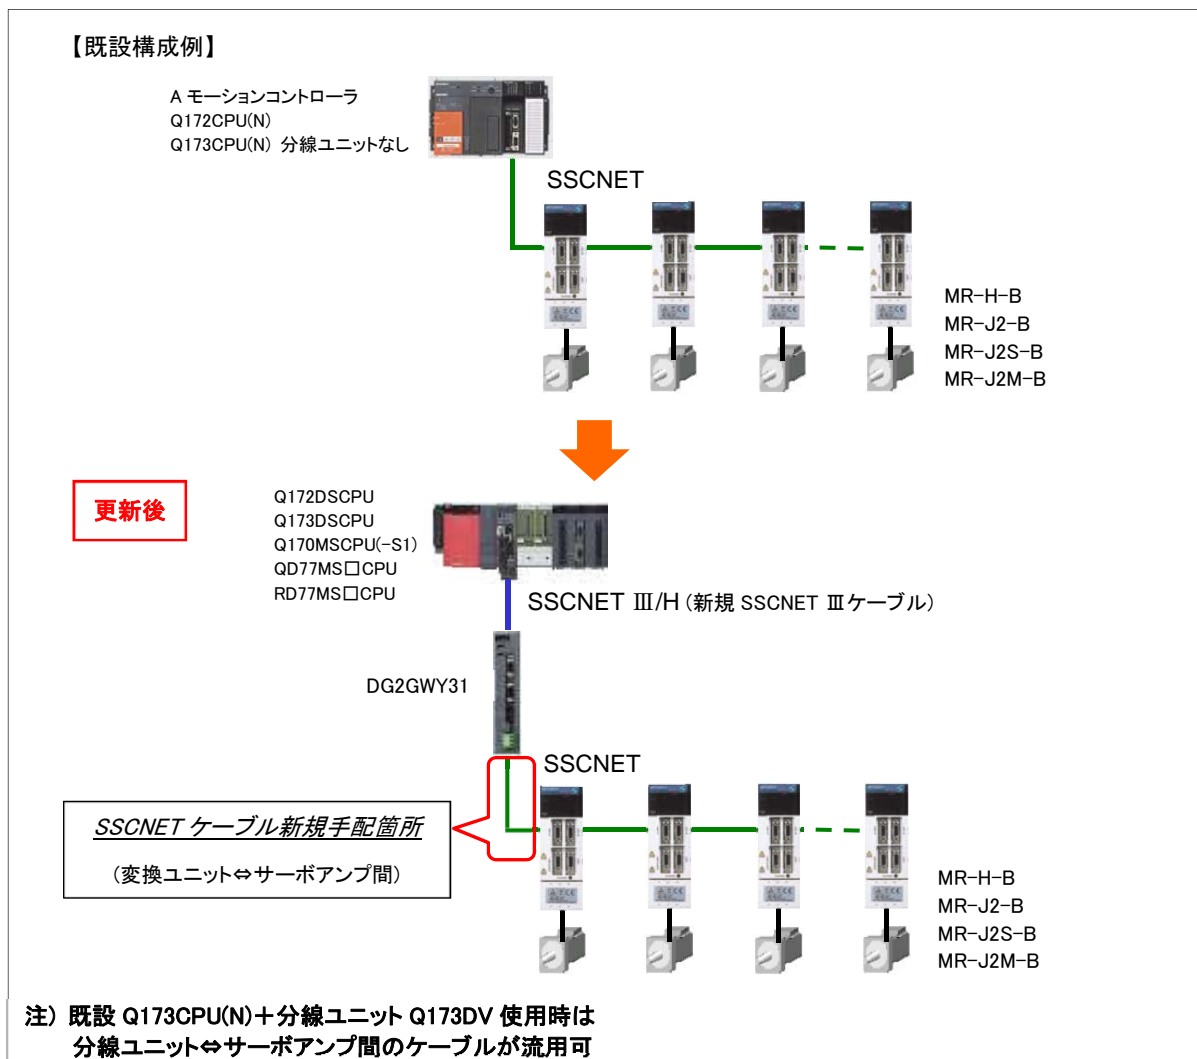 【既設構成例】
A モーションコントローラ
Q172CPU(N)
Q173CPU(N) 分線ユニットなし
SSCNET
MR-H-B
MR-J2-B
MR-J2S-B
MR-J2M-B
更新後
Q172DSCPU
Q173DSCPU
Q170MSCPU(-S1)
QD77MS□CPU
RD77MS□CPU
SSCNET Ⅲ/H (新規 SSCNET Ⅲケーブル)
DG2GWY31
SSCNET
SSCNET ケーブル新規手配箇所
(変換ユニット⇔サーボアンプ間)
MR-H-B
MR-J2-B
MR-J2S-B
MR-J2M-B
注) 既設 Q173CPU(N)+分線ユニット Q173DV 使用時は
分線ユニット⇔サーボアンプ間のケーブルが流用可